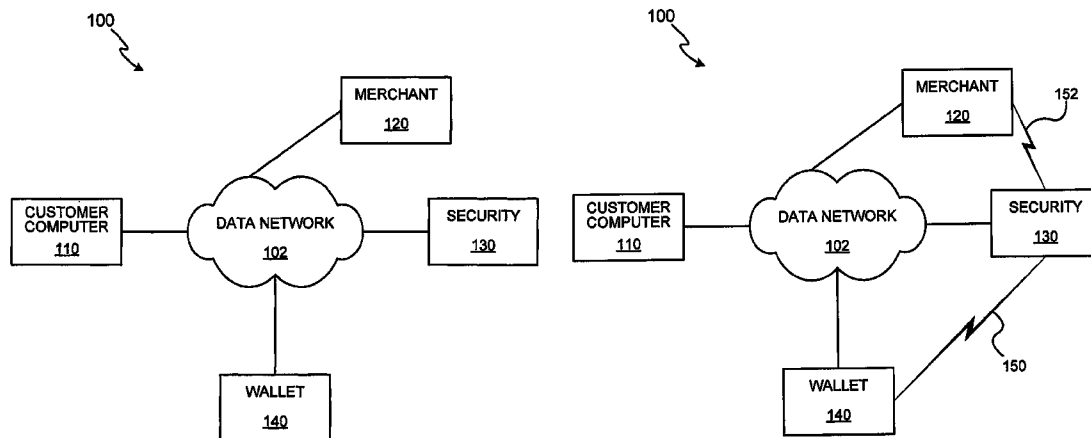 100
MERCHANT
120
CUSTOMER
COMPUTER
110
DATA NETWORK
102
SECURITY
130
WALLET
140
100
MERCHANT
120
152
CUSTOMER
COMPUTER
110
DATA NETWORK
102
SECURITY
130
150
WALLET
140